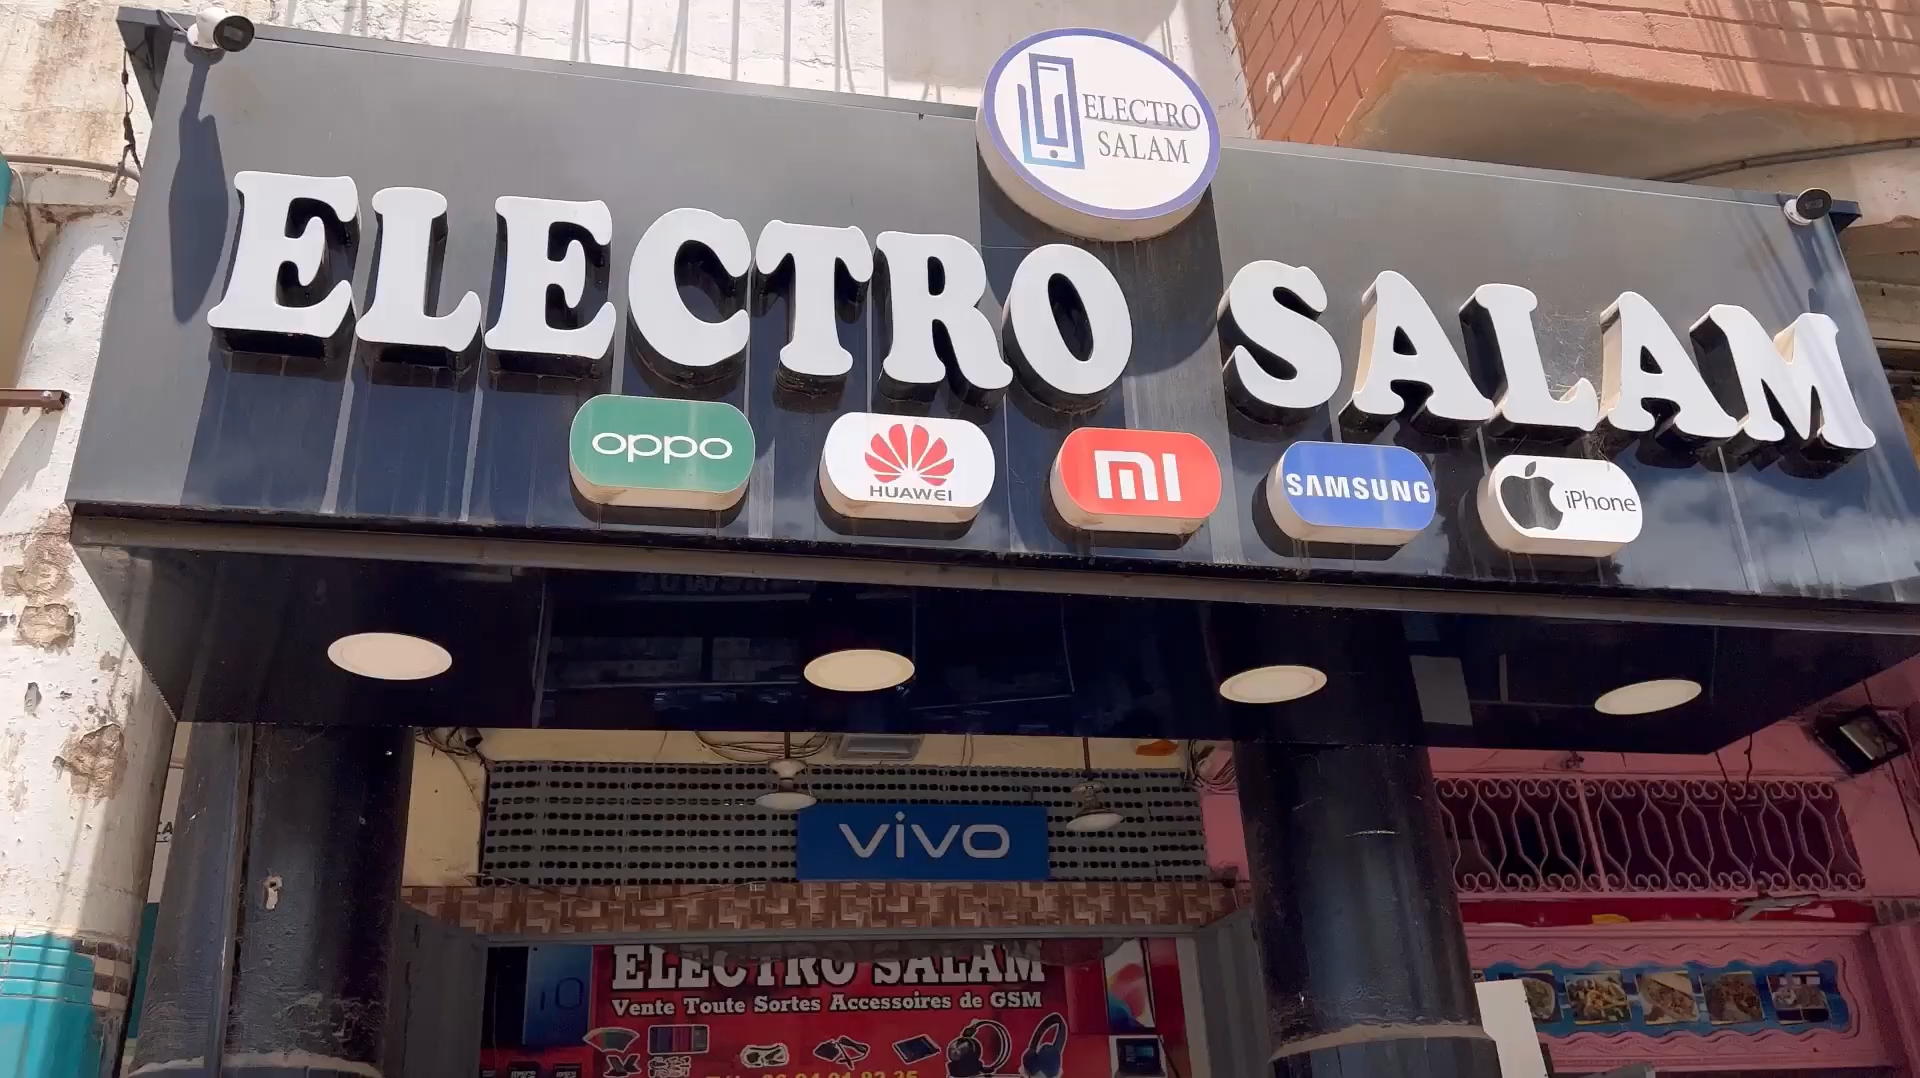 ELECTRO
SALAM
ELECTRO SALAM
oppo
HUAWEI
MI
SAMSUNG
iPhone
vivo
ELECTRO SALAM
Vente Toute Sortes Accessoires de GSM